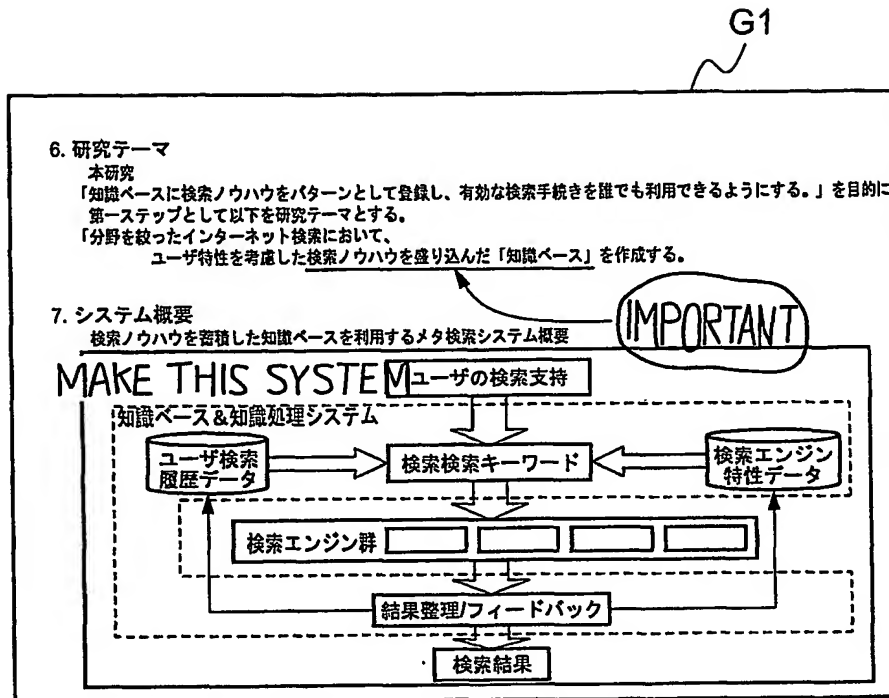 G1
6. 研究テーマ
本研究
「知識ベースに検索ノウハウをパターンとして登録し、有効な検索手続きを誰でも利用できるようにする。」を目的に
第一ステップとして以下を研究テーマとする。
「分野を絞ったインターネット検索において、
ユーザ特性を考慮した検索ノウハウを盛り込んだ「知識ベース」を作成する。
IMPORTANT
7. システム概要
検索ノウハウを蓄積した知識ベースを利用するメタ検索システム概要
MAKE THIS SYSTEM
ユーザの検索支持
知識ベース&知識処理システム
ユーザ検索
履歴データ
検索検索キーワード
検索エンジン
特性データ
検索エンジン群
結果整理/フィードバック
検索結果